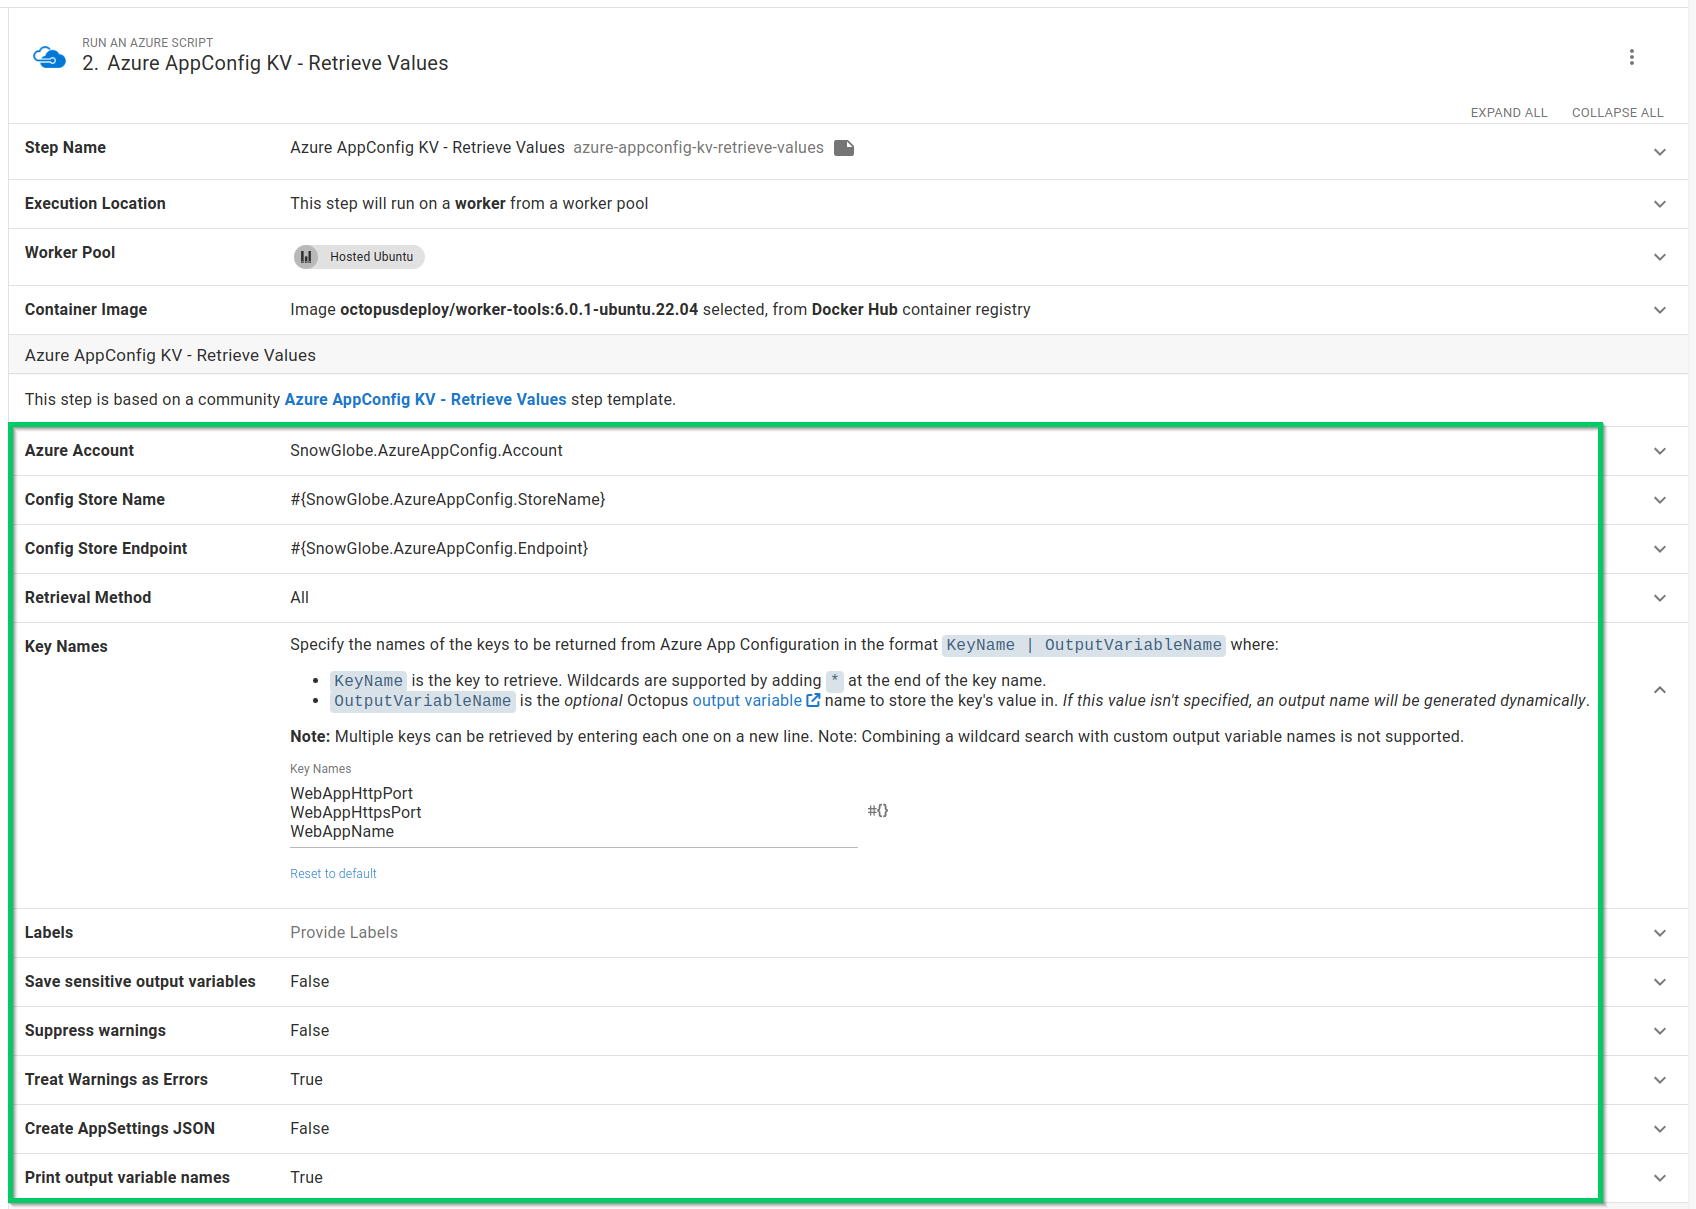 RUN AN AZURE SCRIPT
2. Azure AppConfig KV - Retrieve Values
EXPAND ALL COLLAPSE ALL
Step Name Azure AppConfig KV - Retrieve Values azure-appconfig-kv-retrieve-values
Execution Location This step will run on a worker from a worker pool
Worker Pool Hosted Ubuntu
Container Image Image octopusdeploy/worker-tools:6.0.1-ubuntu.22.04 selected, from Docker Hub container registry
Azure AppConfig KV - Retrieve Values
This step is based on a community Azure AppConfig KV - Retrieve Values step template.
Azure Account SnowGlobe.AzureAppConfig.Account
Config Store Name #{SnowGlobe.AzureAppConfig.StoreName}
Config Store Endpoint #{SnowGlobe.AzureAppConfig.Endpoint}
Retrieval Method All
Key Names Specify the names of the keys to be returned from Azure App Configuration in the format KeyName | OutputVariableName where:
• KeyName is the key to retrieve. Wildcards are supported by adding * at the end of the key name.
• OutputVariableName is the optional Octopus output variable name to store the key's value in. If this value isn't specified, an output name will be generated dynamically.
Note: Multiple keys can be retrieved by entering each one on a new line. Note: Combining a wildcard search with custom output variable names is not supported.
Key Names
WebAppHttpPort
WebAppHttpsPort
#{}
WebAppName
Reset to default
Labels Provide Labels
Save sensitive output variables False
Suppress warnings False
Treat Warnings as Errors True
Create AppSettings JSON False
Print output variable names True